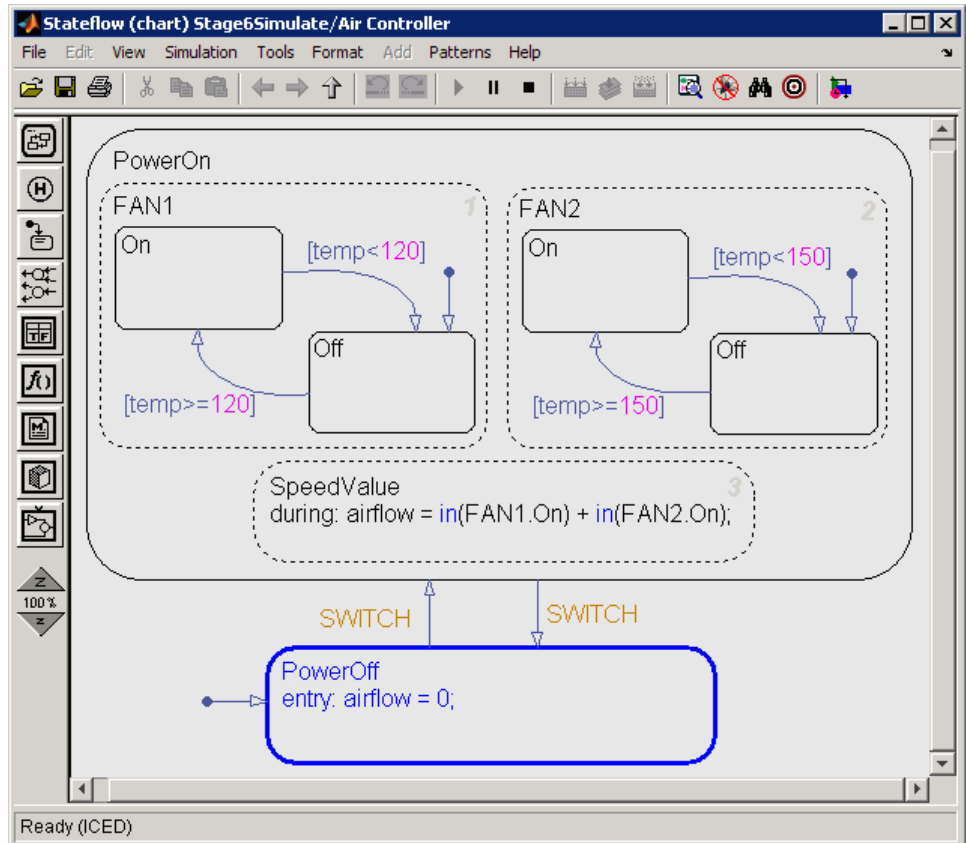 Stateflow (chart) Stage6Simulate/Air Controller
File Edit View Simulation Tools Format Add Patterns Help
PowerOn
FAN1 1
FAN2 2
On
[temp<120]
On
[temp<150]
Off
Off
[temp>=120]
[temp>=150]
SpeedValue 3
during: airflow = in(FAN1.On) + in(FAN2.On);
SWITCH
SWITCH
PowerOff
entry: airflow = 0;
H
TF
f()
M
Z
100 %
z
Ready (ICED)